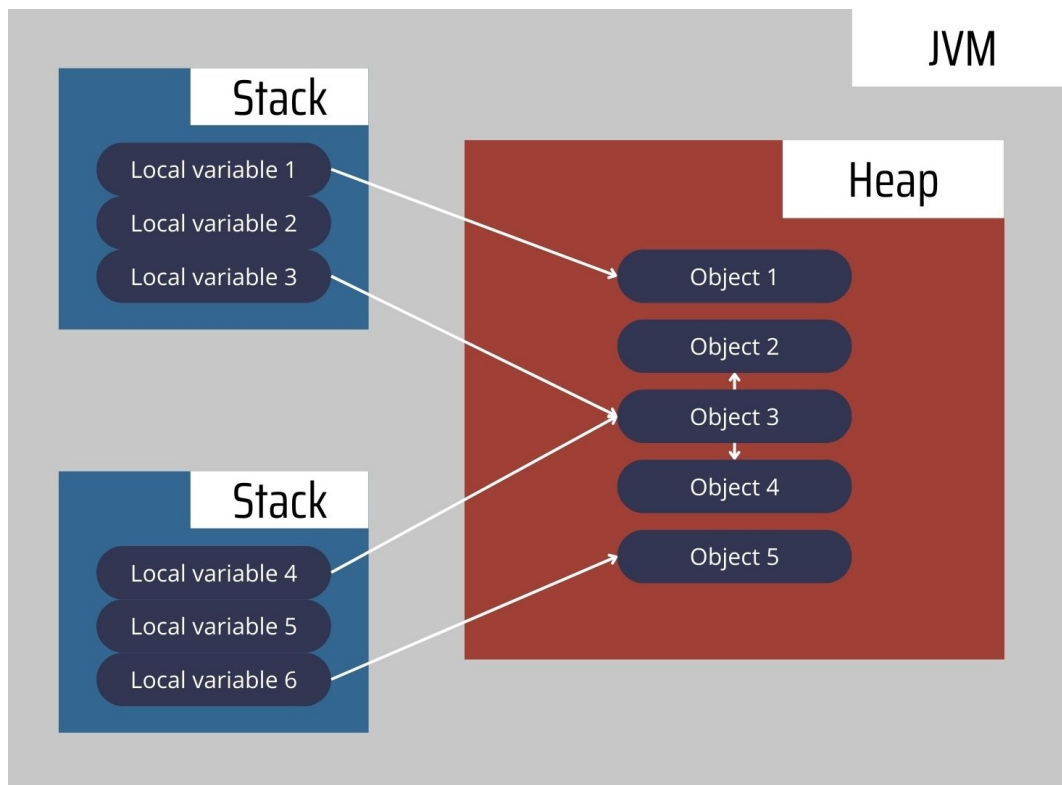 JVM
Stack
Local variable 1
Local variable 2
Local variable 3
Heap
Object 1
Object 2
Object 3
Object 4
Object 5
Stack
Local variable 4
Local variable 5
Local variable 6